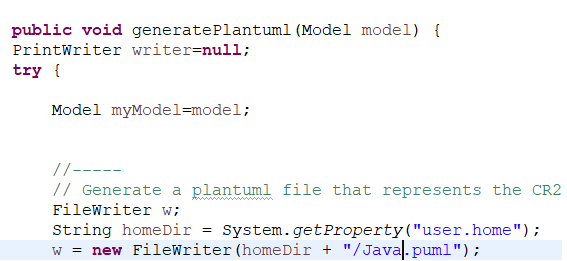 public void generatePlantuml(Model model) {
PrintWriter writer=null;
try {
Model myModel=model;
//-----
// Generate a plantuml file that represents the CR2
FileWriter w;
String homeDir = System.getProperty("user.home");
w = new FileWriter(homeDir + "/Java.puml");